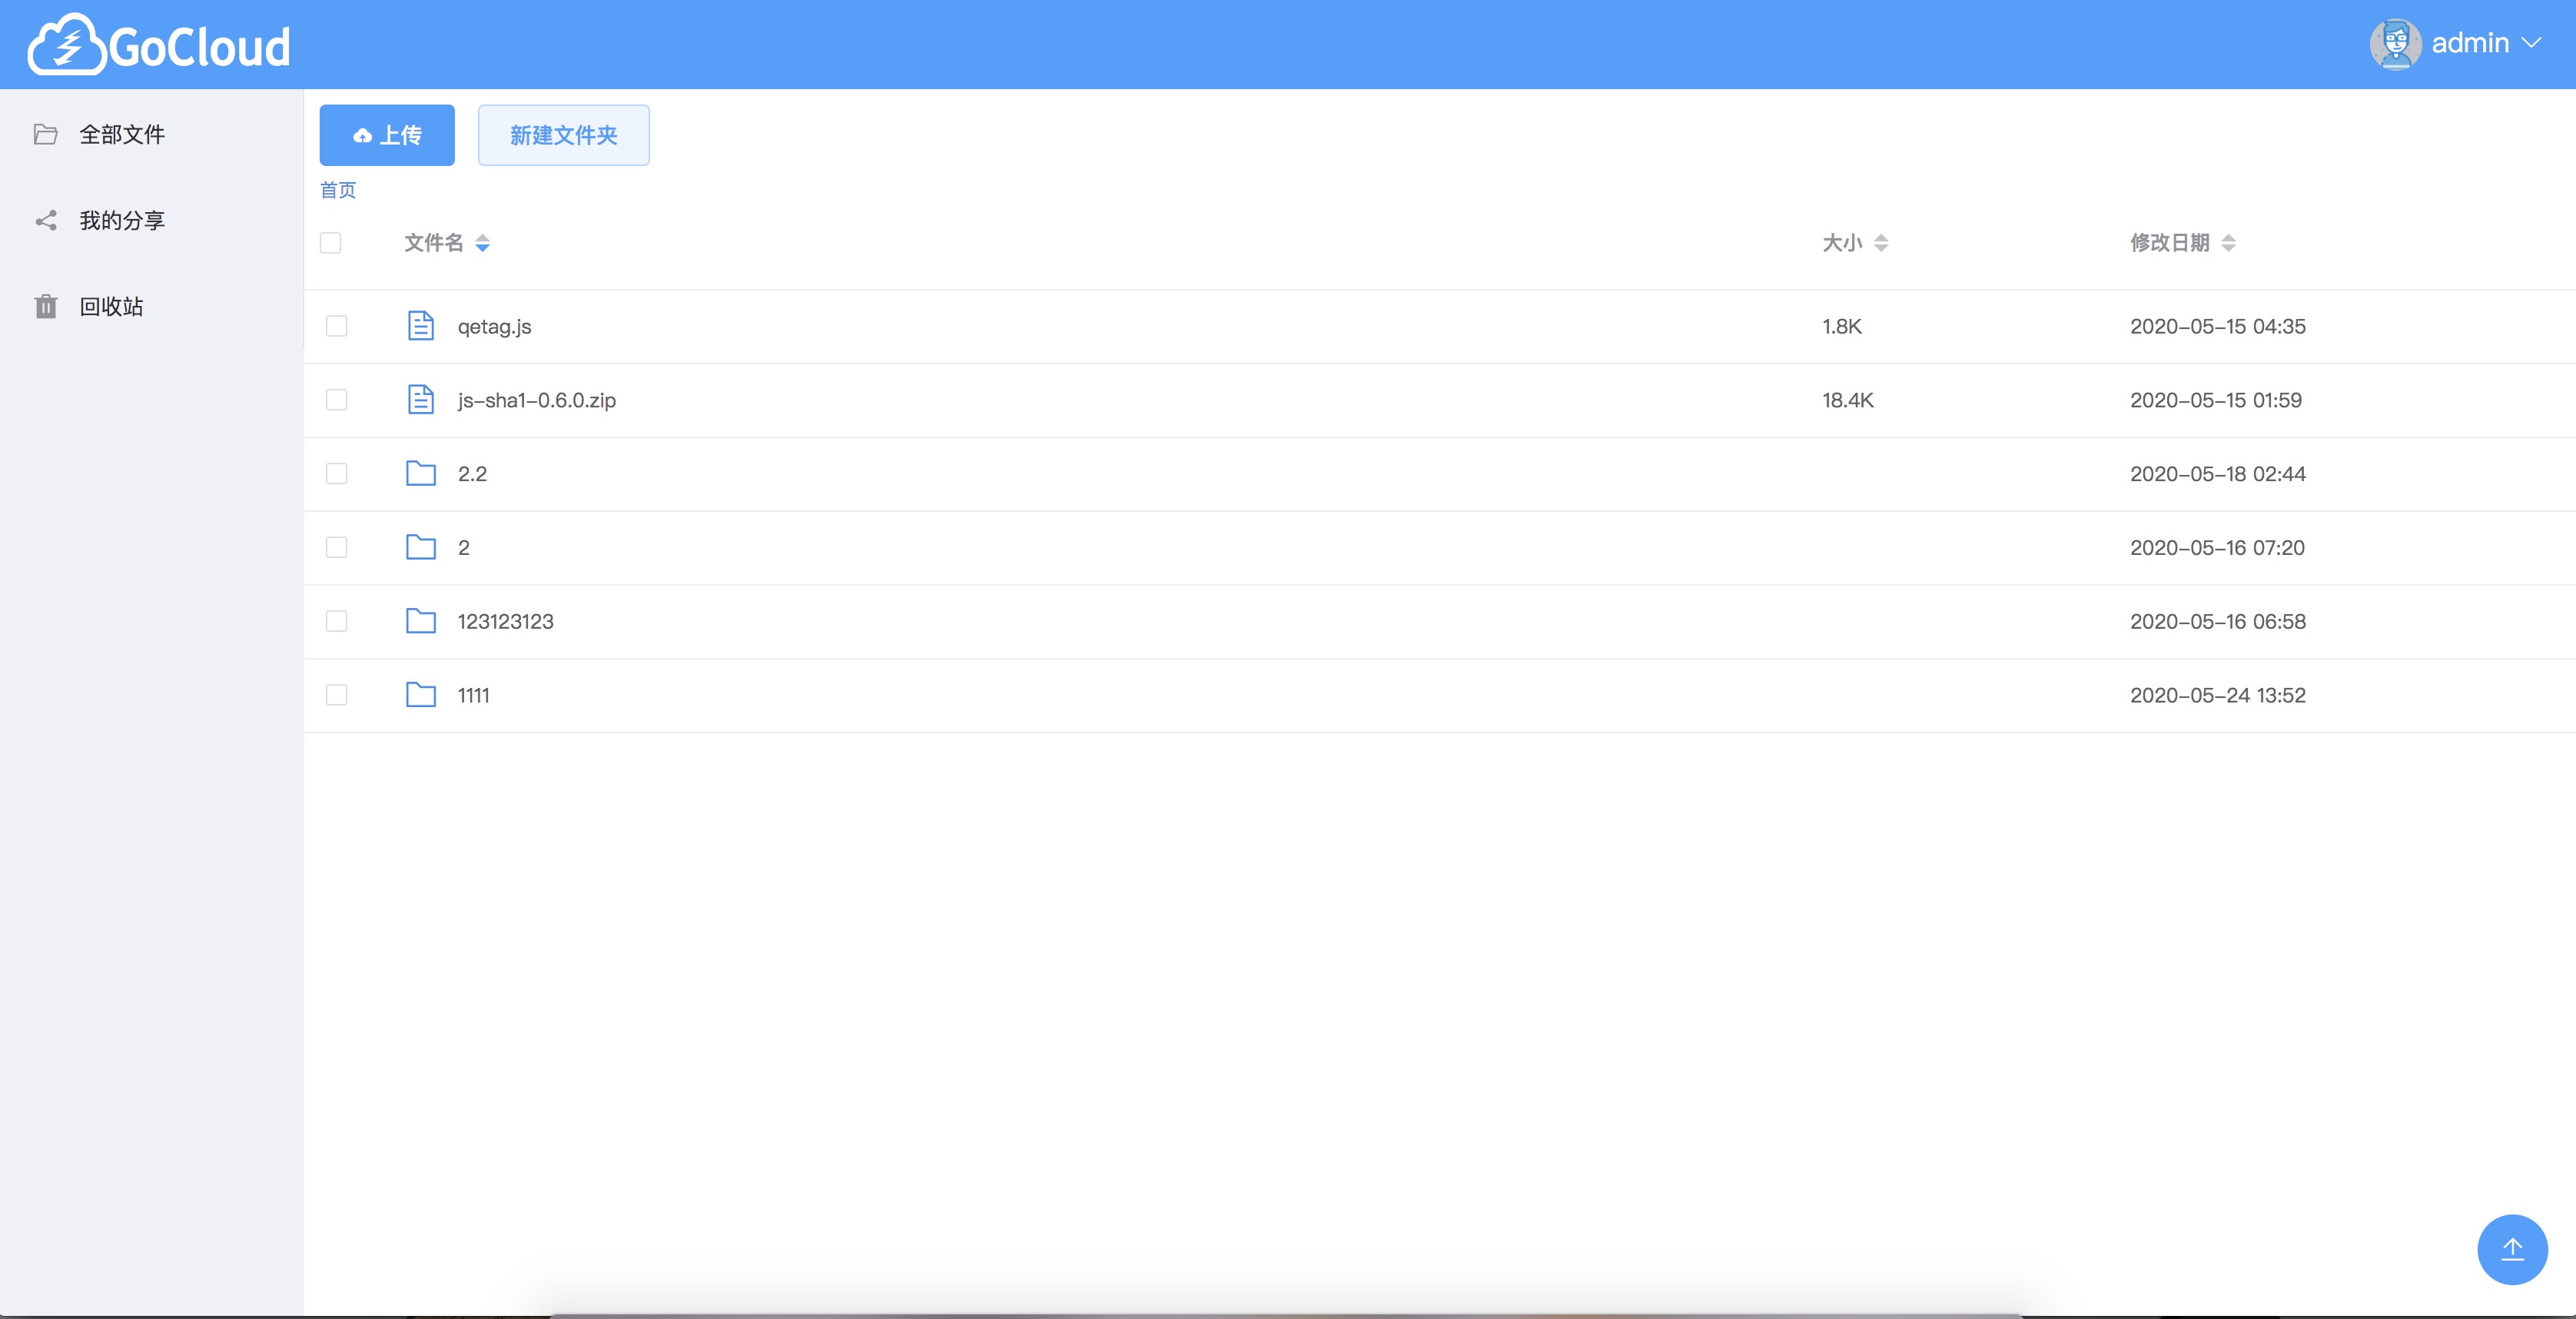 GoCloud
admin
全部文件
我的分享
回收站
上传 新建文件夹
首页
文件名 大小 修改日期
qetag.js 1.8K 2020-05-15 04:35
js-sha1-0.6.0.zip 18.4K 2020-05-15 01:59
2.2 2020-05-18 02:44
2 2020-05-16 07:20
123123123 2020-05-16 06:58
1111 2020-05-24 13:52